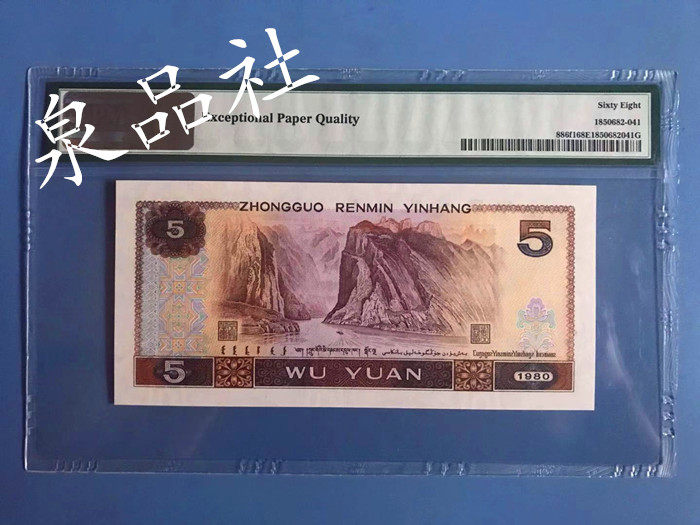 泉品社
Exceptional Paper Quality
Sixty Eight
1850682-041
886f168E1850682041G
ZHONGGUO RENMIN YINHANG
5
5
5
WU YUAN
1980